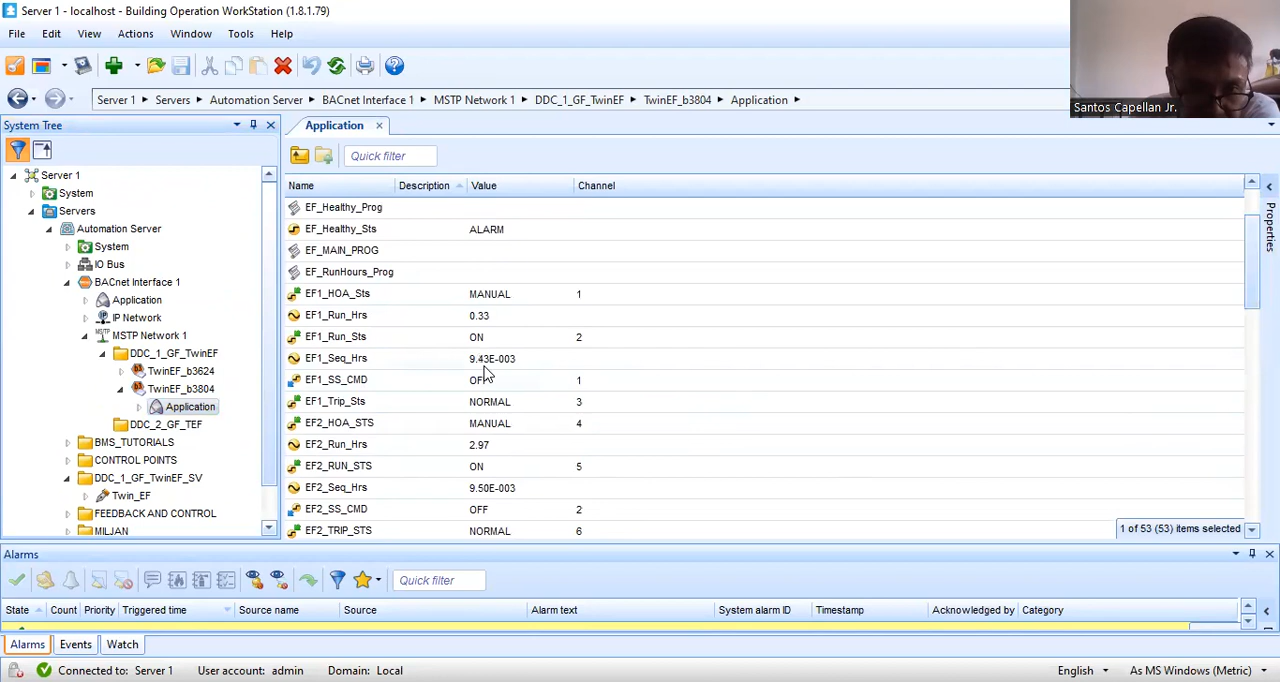 Server 1 - localhost - Building Operation WorkStation (1.8.1.79)
File Edit View Actions Window Tools Help
Santos Capellan Jr.
Server 1 Servers Automation Server BACnet Interface 1 MSTP Network 1 DDC_1_GF_TwinEF TwinEF_b3804 Application
System Tree
Server 1
System
Servers
Automation Server
System
IO Bus
BACnet Interface 1
Application
IP Network
MSTP Network 1
DDC_1_GF_TwinEF
TwinEF_b3624
TwinEF_b3804
Application
DDC_2_GF_TEF
BMS_TUTORIALS
CONTROL POINTS
DDC_1_GF_TwinEF_SV
Twin_EF
FEEDBACK AND CONTROL
MILJAN
Application
Quick filter
Name Description Value Channel
EF_Healthy_Prog
EF_Healthy_Sts ALARM
EF_MAIN_PROG
EF_RunHours_Prog
EF1_HOA_Sts MANUAL 1
EF1_Run_Hrs 0.33
EF1_Run_Sts ON 2
EF1_Seq_Hrs 9.43E-003
EF1_SS_CMD OFF 1
EF1_Trip_Sts NORMAL 3
EF2_HOA_STS MANUAL 4
EF2_Run_Hrs 2.97
EF2_RUN_STS ON 5
EF2_Seq_Hrs 9.50E-003
EF2_SS_CMD OFF 2
EF2_TRIP_STS NORMAL 6
1 of 53 (53) items selected
Properties
Alarms
Quick filter
State Count Priority Triggered time Source name Source Alarm text System alarm ID Timestamp Acknowledged by Category
Alarms Events Watch
Connected to: Server 1 User account: admin Domain: Local English As MS Windows (Metric)